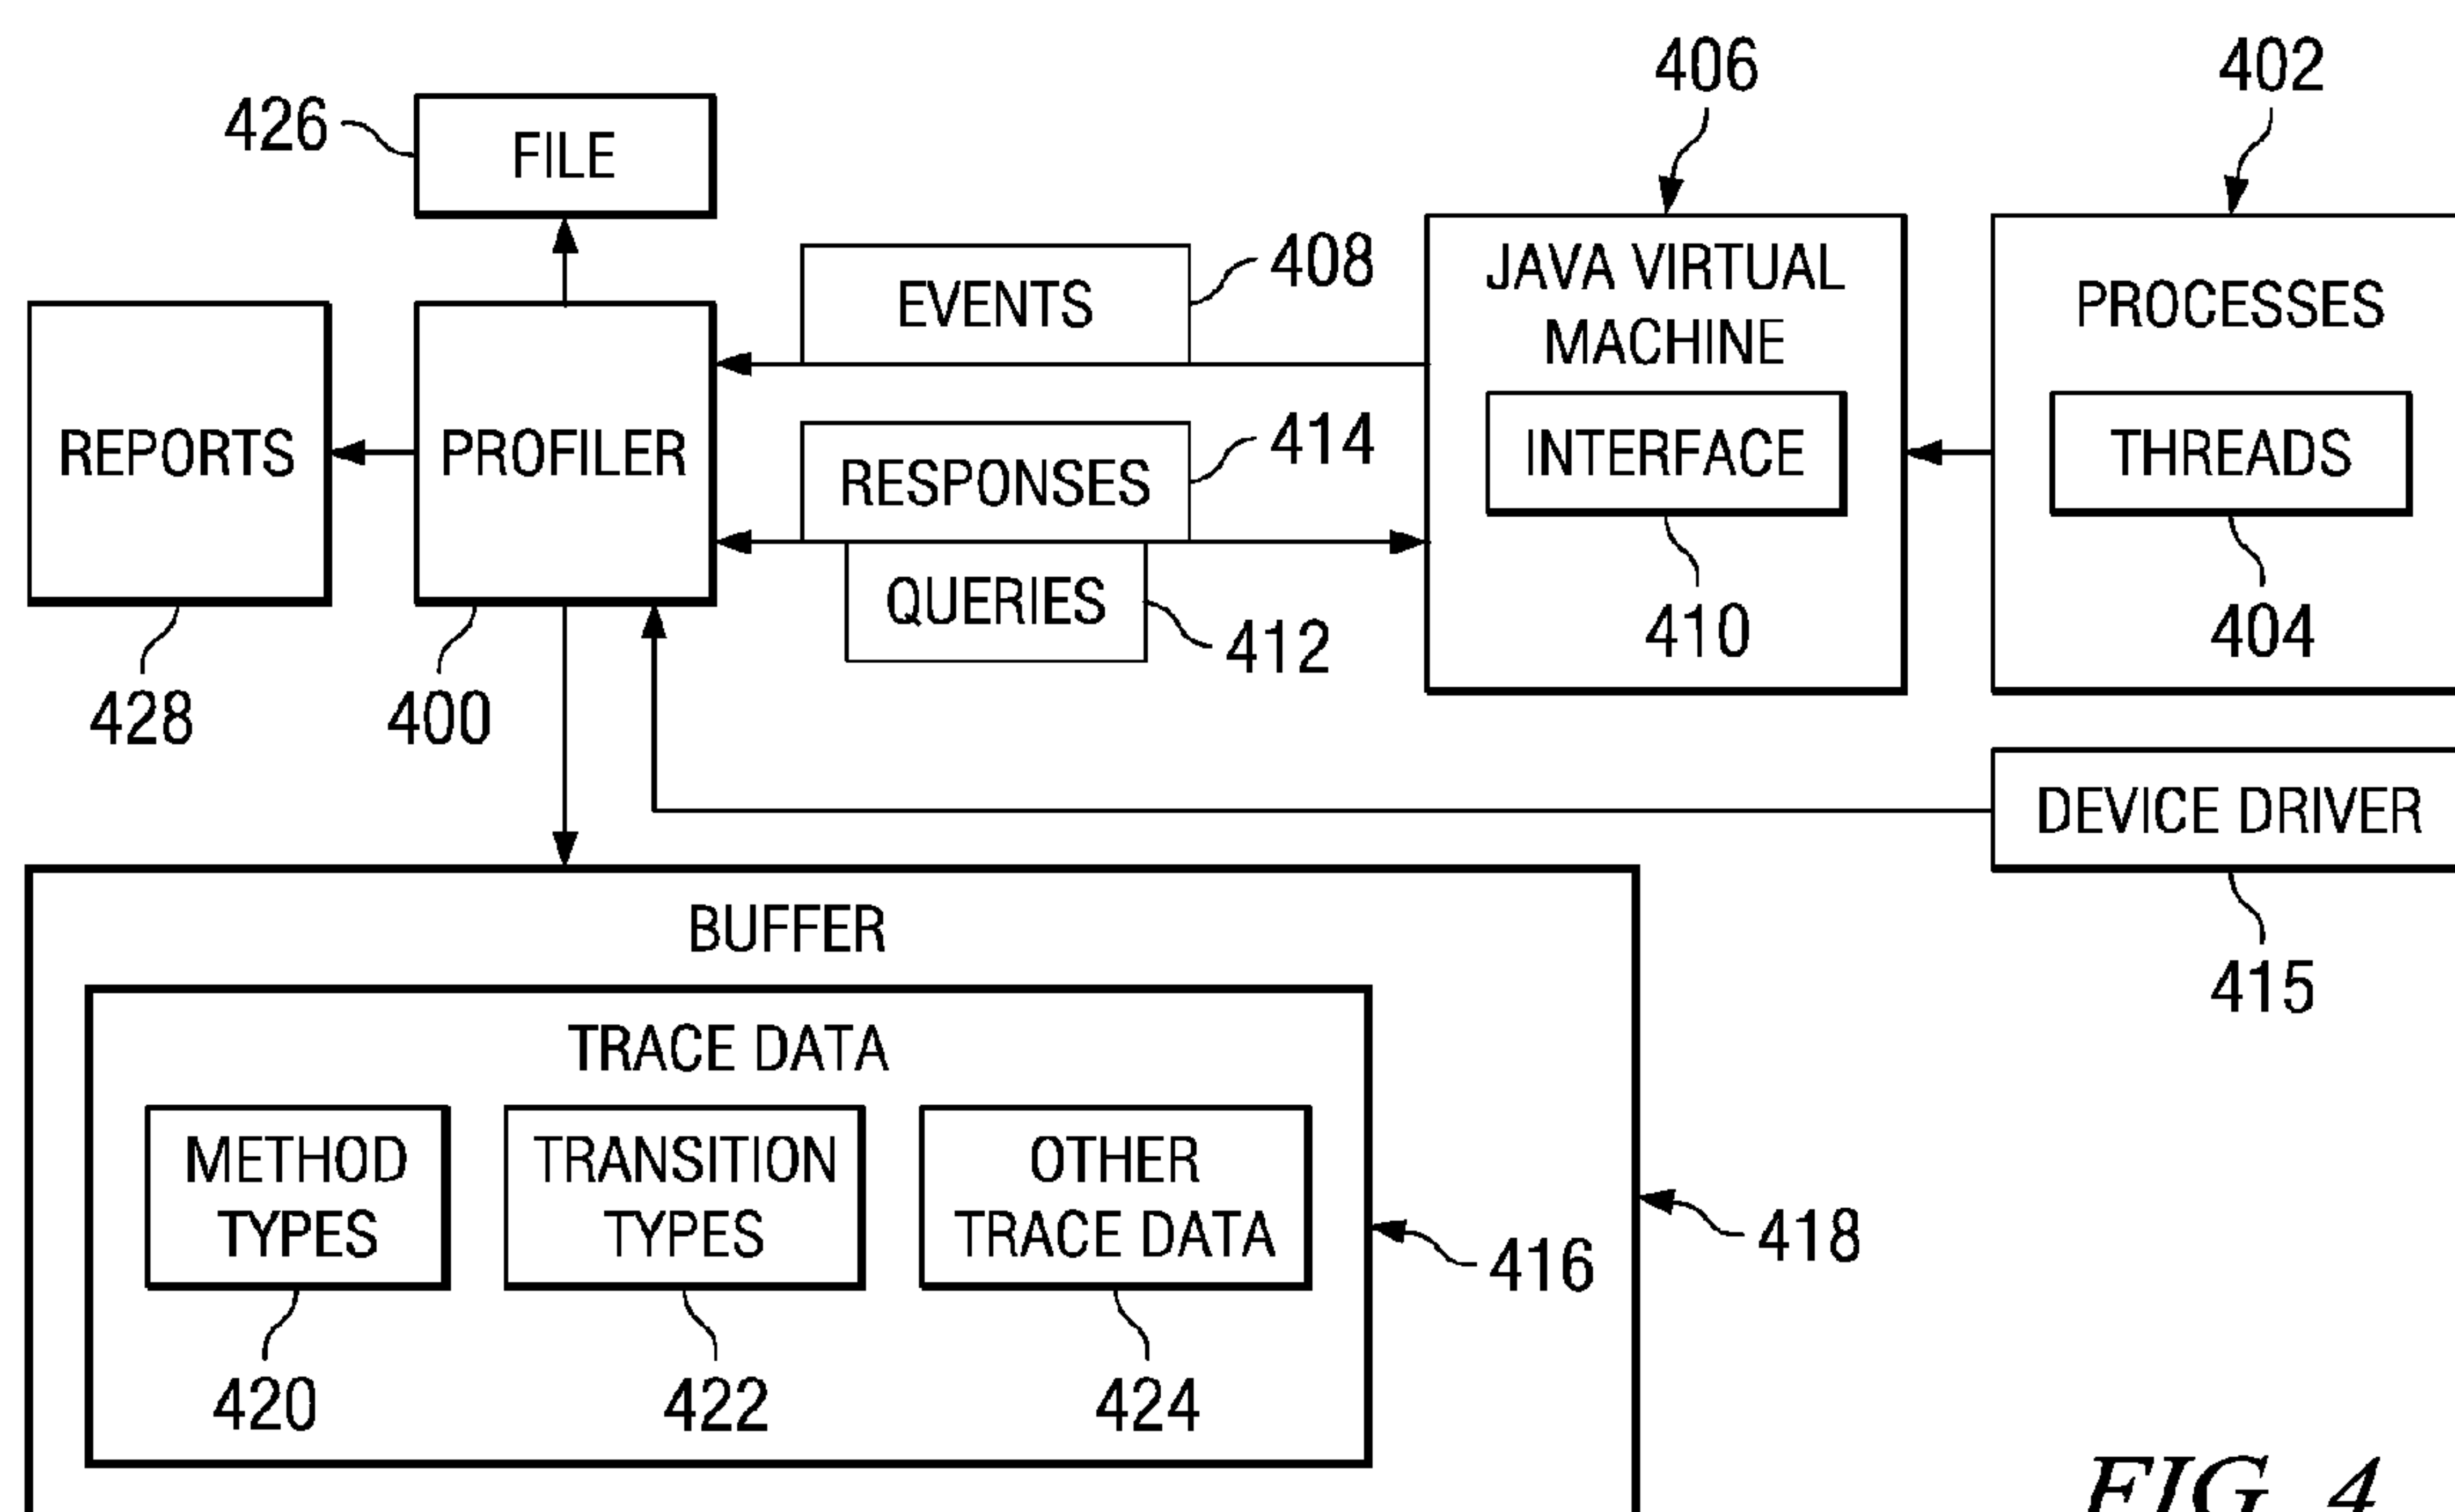 406
402
426
FILE
408
EVENTS
JAVA VIRTUAL
MACHINE
PROCESSES
REPORTS
PROFILER
414
RESPONSES
INTERFACE
THREADS
QUERIES
412
410
404
428
400
DEVICE DRIVER
415
BUFFER
TRACE DATA
METHOD
TYPES
TRANSITION
TYPES
OTHER
TRACE DATA
418
416
420
422
424
FIG. 4